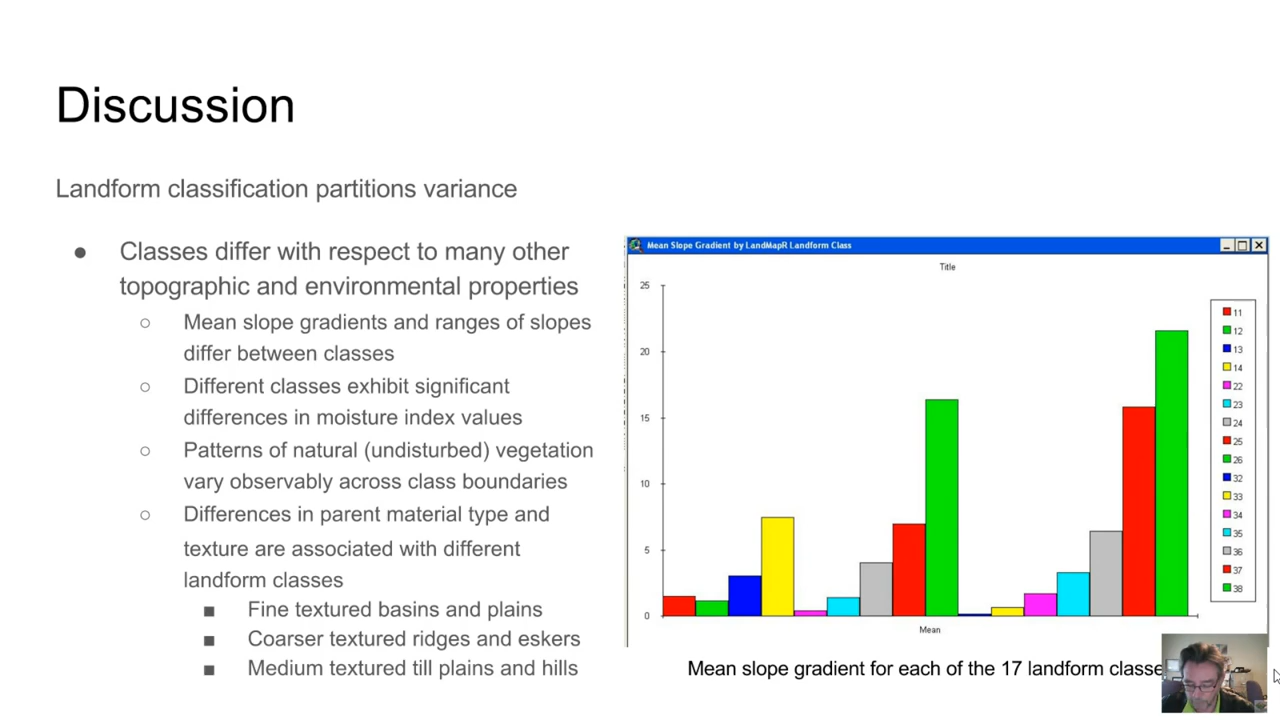 Discussion
Landform classification partitions variance
● Classes differ with respect to many other
topographic and environmental properties
○ Mean slope gradients and ranges of slopes
differ between classes
○ Different classes exhibit significant
differences in moisture index values
○ Patterns of natural (undisturbed) vegetation
vary observably across class boundaries
○ Differences in parent material type and
texture are associated with different
landform classes
■ Fine textured basins and plains
■ Coarser textured ridges and eskers
■ Medium textured till plains and hills
Mean Slope Gradient by LandMapR Landform Class
Title
25
20
15
10
5
0
Mean
11
12
13
14
22
23
24
25
26
32
33
34
35
36
37
38
Mean slope gradient for each of the 17 landform classe